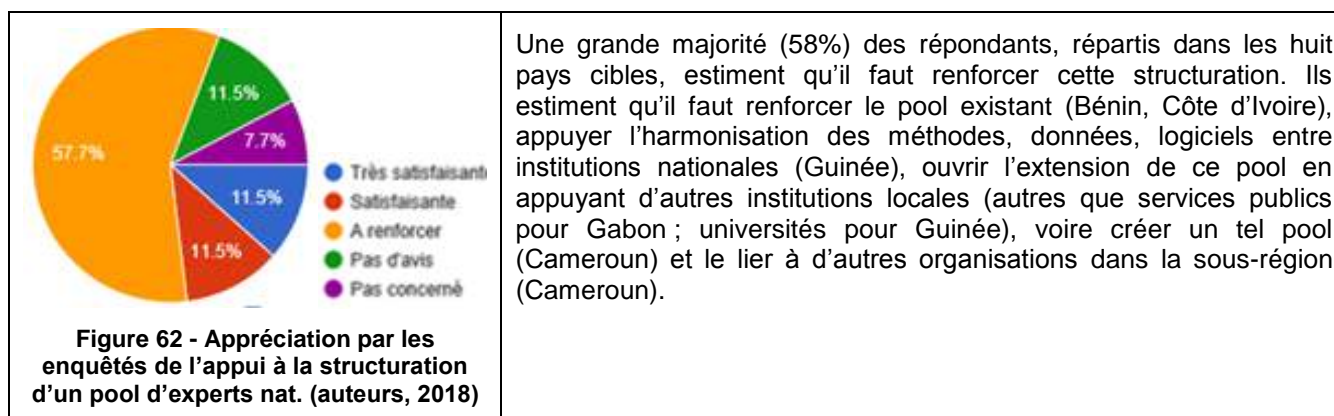 11.5%
57.7%
7.7%
11.5%
11.5%
Très satisfaisant
Satisfaisante
A renforcer
Pas d'avis
Pas concerné
Figure 62 - Appréciation par les
enquêtés de l’appui à la structuration
d’un pool d’experts nat. (auteurs, 2018)
Une grande majorité (58%) des répondants, répartis dans les huit
pays cibles, estiment qu’il faut renforcer cette structuration. Ils
estiment qu’il faut renforcer le pool existant (Bénin, Côte d’Ivoire),
appuyer l’harmonisation des méthodes, données, logiciels entre
institutions nationales (Guinée), ouvrir l’extension de ce pool en
appuyant d’autres institutions locales (autres que services publics
pour Gabon ; universités pour Guinée), voire créer un tel pool
(Cameroun) et le lier à d’autres organisations dans la sous-région
(Cameroun).